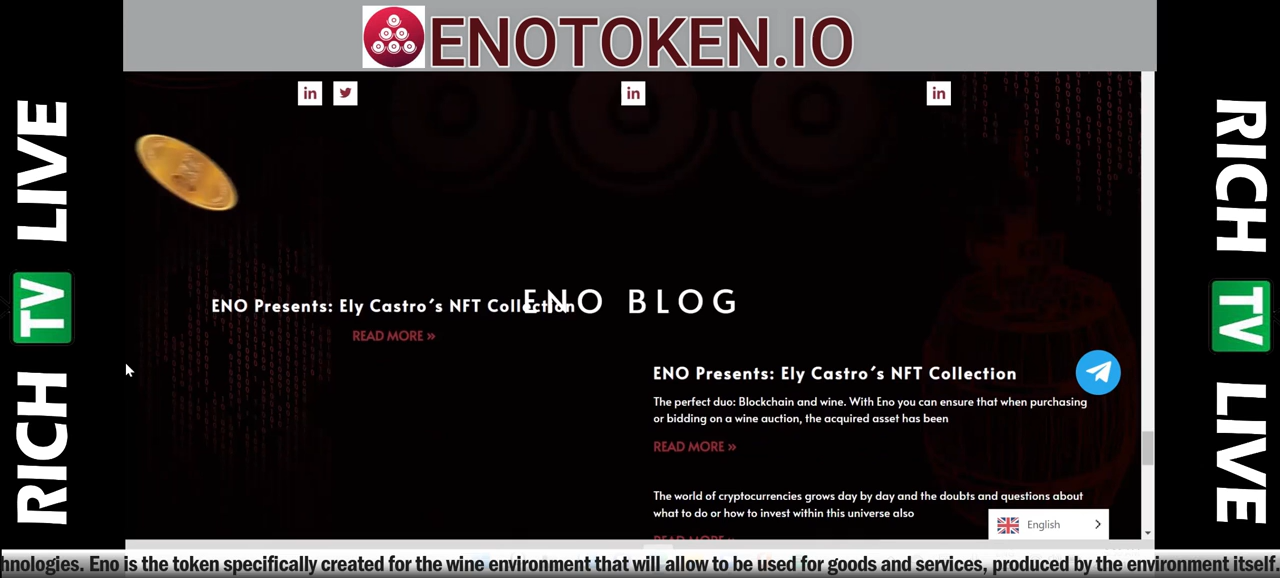 ENOTOKEN.IO
RICH TV LIVE
RICH TV LIVE
in
in
in
ENO BLOG
ENO Presents: Ely Castro´s NFT Collection
READ MORE »
ENO Presents: Ely Castro´s NFT Collection
The perfect duo: Blockchain and wine. With Eno you can ensure that when purchasing
or bidding on a wine auction, the acquired asset has been
READ MORE »
The world of cryptocurrencies grows day by day and the doubts and questions about
what to do or how to invest within this universe also
READ MORE »
English
hnologies. Eno is the token specifically created for the wine environment that will allow to be used for goods and services, produced by the environment itself.